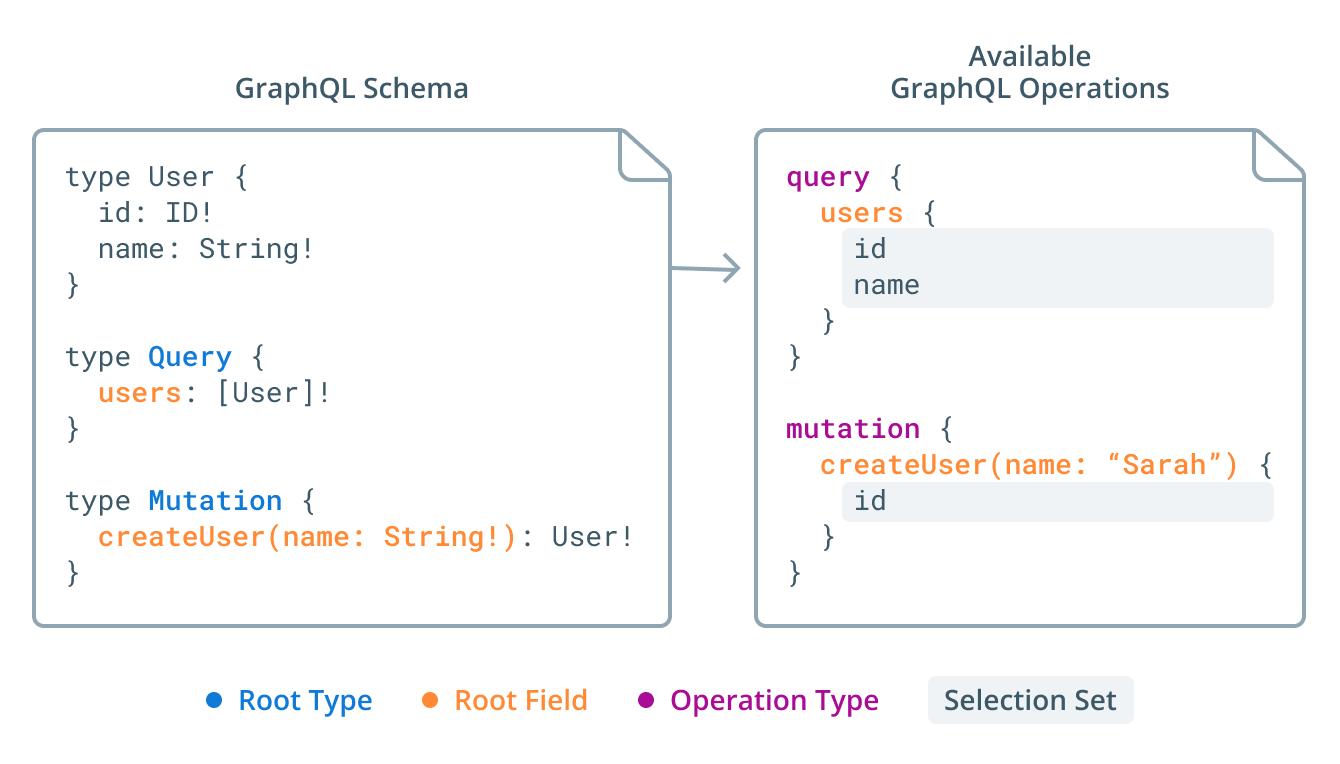 GraphQL Schema
type User {
  id: ID!
  name: String!
}
type Query {
  users: [User]!
}
type Mutation {
  createUser(name: String!): User!
}
Available
GraphQL Operations
query {
  users {
    id
    name
  }
}
mutation {
  createUser(name: “Sarah”) {
    id
  }
}
Root Type
Root Field
Operation Type
Selection Set